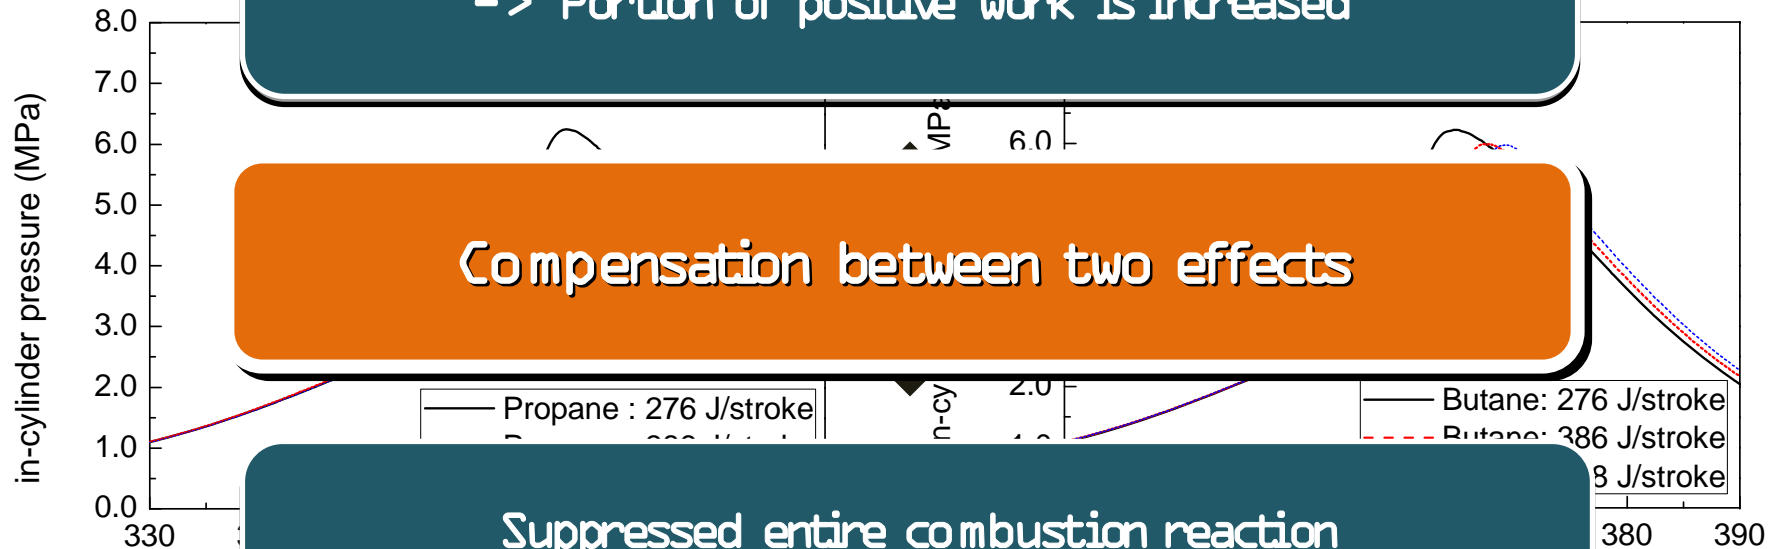 -> Portion of positive work is increased
8.0
7.0
6.0
5.0
4.0
3.0
2.0
1.0
0.0
in-cylinder pressure (MPa)
330
Propane : 276 J/stroke
MPa
6.0
2.0
n-cy
Compensation between two effects
Butane: 276 J/stroke
Butane: 386 J/stroke
8 J/stroke
380
390
Suppressed entire combustion reaction